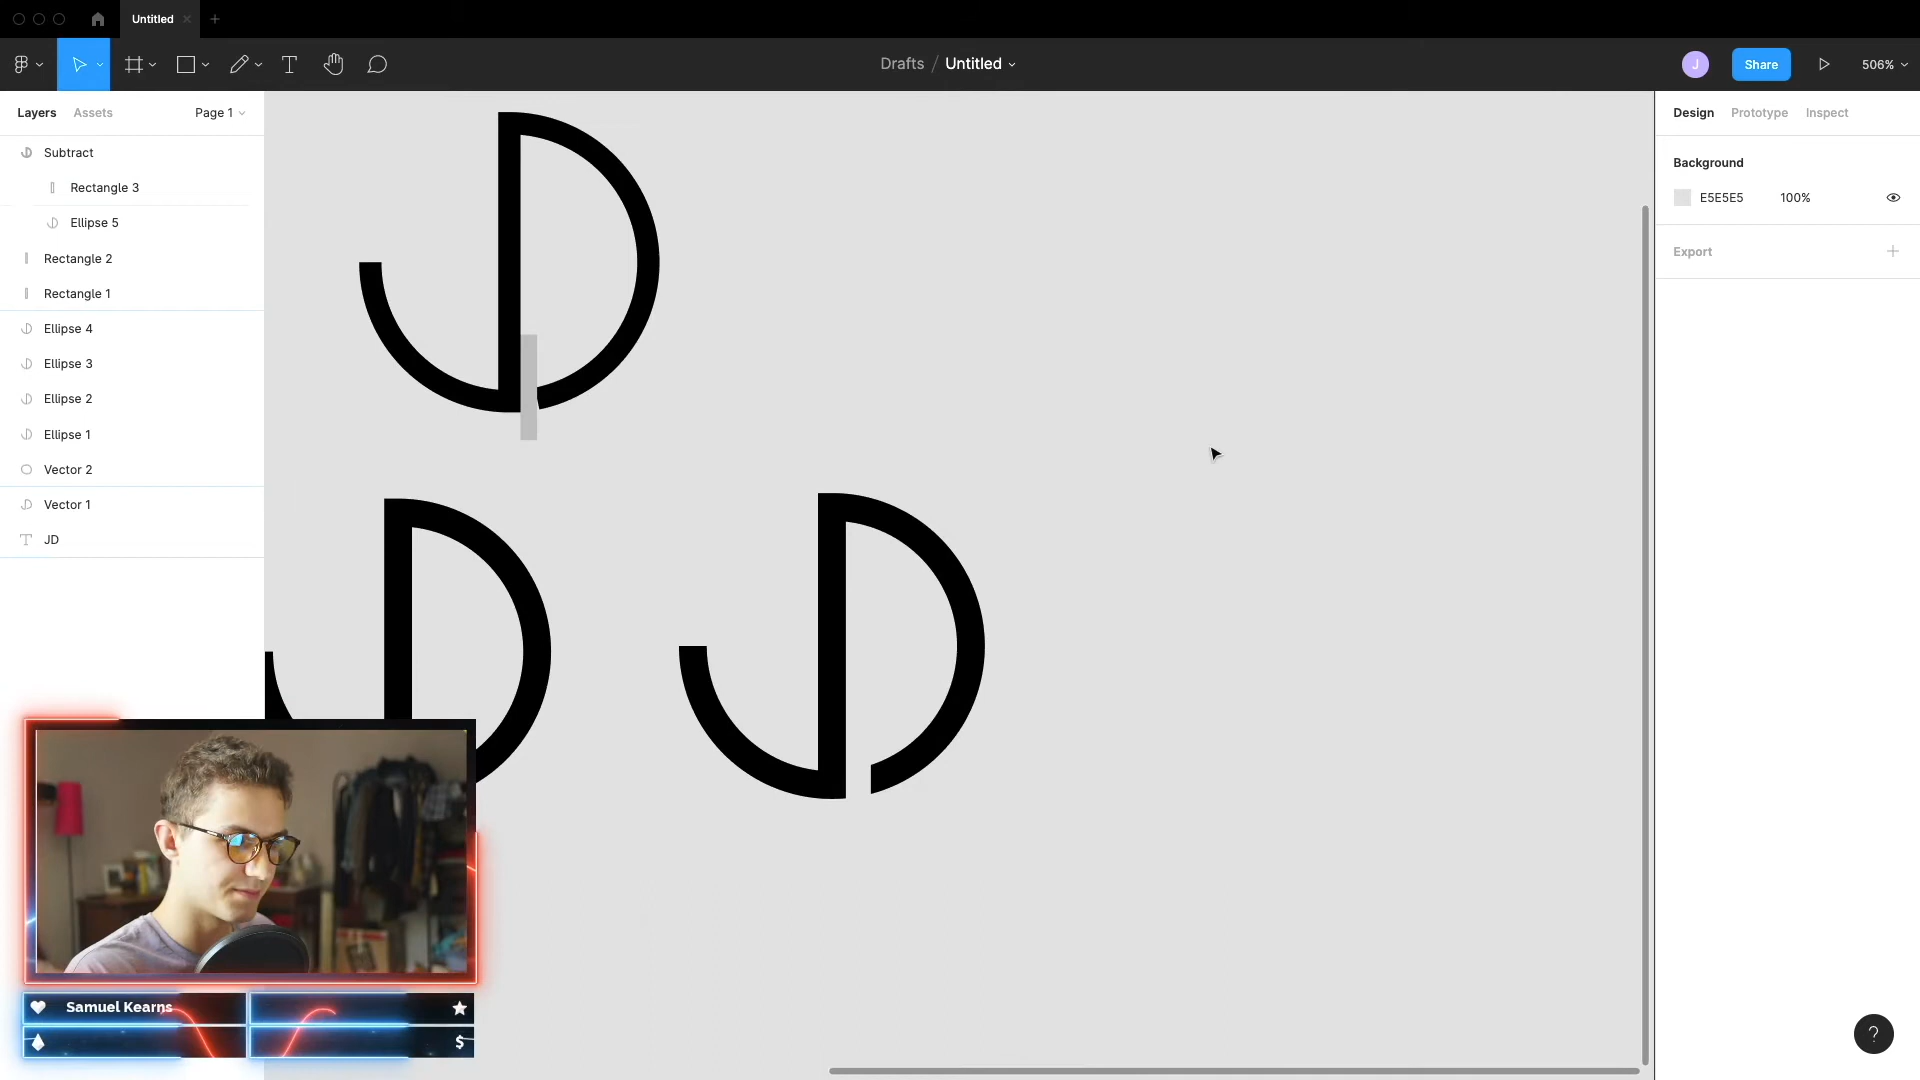 Untitled
Drafts / Untitled
J
Share
506%
Layers
Assets
Page 1
Subtract
Rectangle 3
Ellipse 5
Rectangle 2
Rectangle 1
Ellipse 4
Ellipse 3
Ellipse 2
Ellipse 1
Vector 2
Vector 1
JD
Design
Prototype
Inspect
Background
E5E5E5
100%
Export
Samuel Kearns
$
?